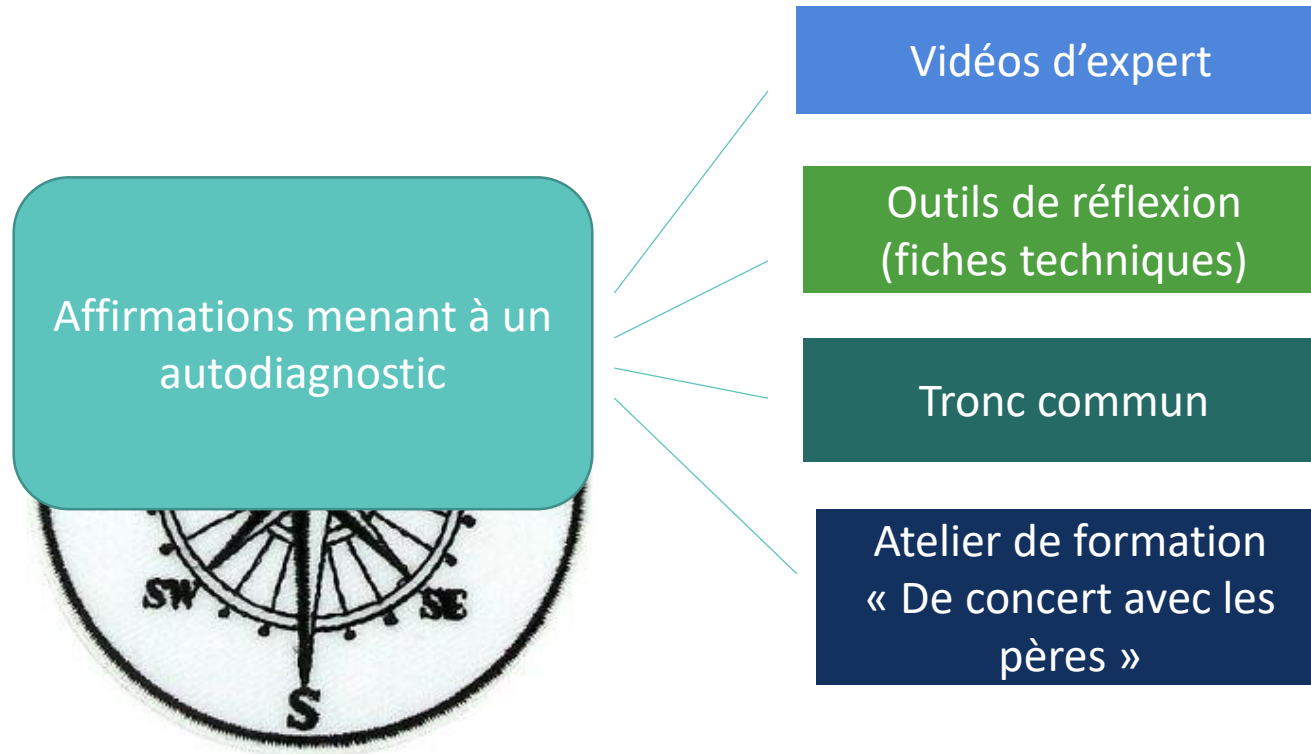 Vidéos d’expert
Outils de réflexion
(fiches techniques)
Affirmations menant à un
autodiagnostic
Tronc commun
Atelier de formation
« De concert avec les
pères »
SW
SE
S